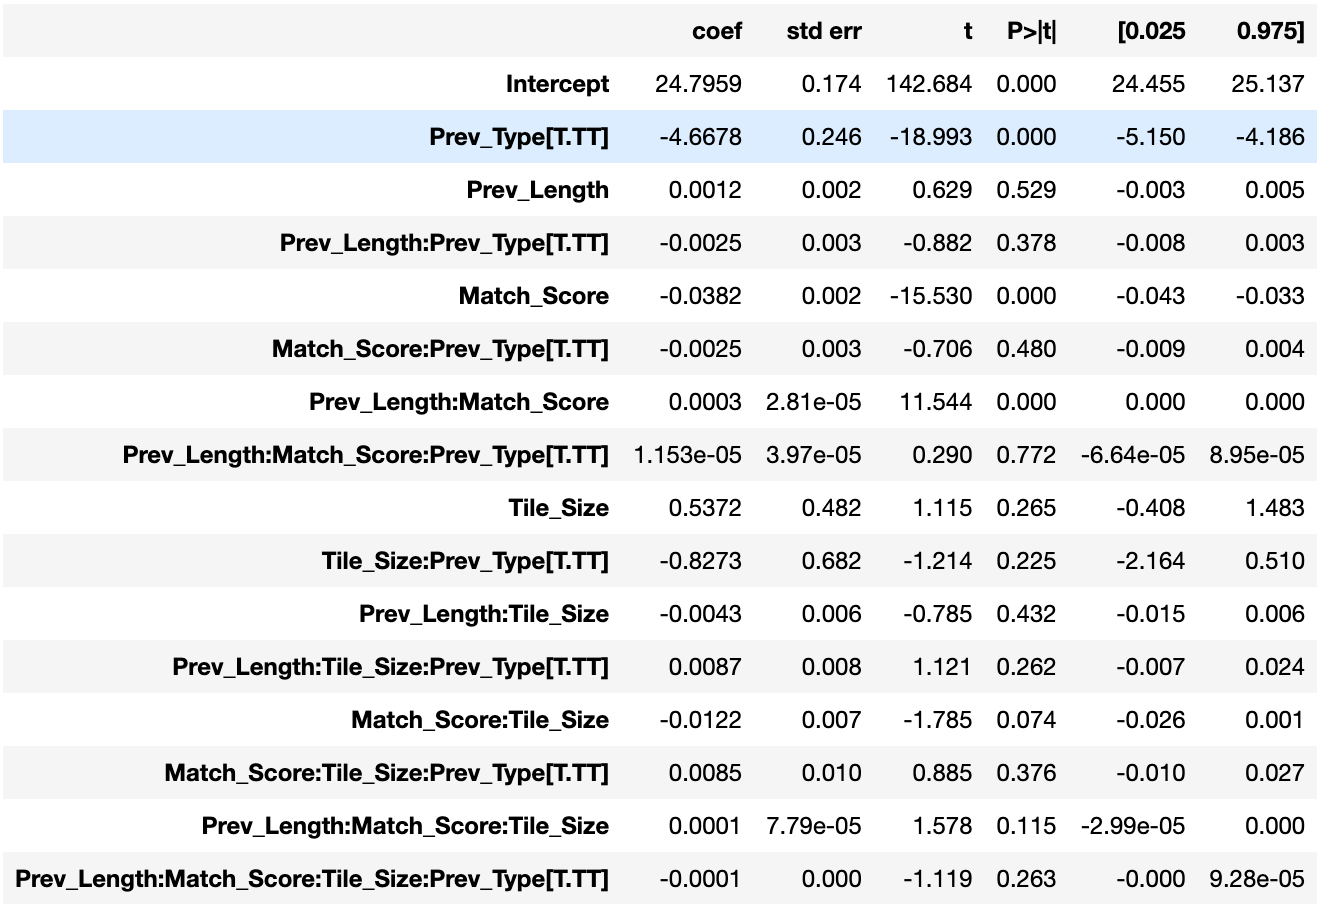 coef std err t P>|t| [0.025 0.975]
Intercept 24.7959 0.174 142.684 0.000 24.455 25.137
Prev_Type[T.TT] -4.6678 0.246 -18.993 0.000 -5.150 -4.186
Prev_Length 0.0012 0.002 0.629 0.529 -0.003 0.005
Prev_Length:Prev_Type[T.TT] -0.0025 0.003 -0.882 0.378 -0.008 0.003
Match_Score -0.0382 0.002 -15.530 0.000 -0.043 -0.033
Match_Score:Prev_Type[T.TT] -0.0025 0.003 -0.706 0.480 -0.009 0.004
Prev_Length:Match_Score 0.0003 2.81e-05 11.544 0.000 0.000 0.000
Prev_Length:Match_Score:Prev_Type[T.TT] 1.153e-05 3.97e-05 0.290 0.772 -6.64e-05 8.95e-05
Tile_Size 0.5372 0.482 1.115 0.265 -0.408 1.483
Tile_Size:Prev_Type[T.TT] -0.8273 0.682 -1.214 0.225 -2.164 0.510
Prev_Length:Tile_Size -0.0043 0.006 -0.785 0.432 -0.015 0.006
Prev_Length:Tile_Size:Prev_Type[T.TT] 0.0087 0.008 1.121 0.262 -0.007 0.024
Match_Score:Tile_Size -0.0122 0.007 -1.785 0.074 -0.026 0.001
Match_Score:Tile_Size:Prev_Type[T.TT] 0.0085 0.010 0.885 0.376 -0.010 0.027
Prev_Length:Match_Score:Tile_Size 0.0001 7.79e-05 1.578 0.115 -2.99e-05 0.000
Prev_Length:Match_Score:Tile_Size:Prev_Type[T.TT] -0.0001 0.000 -1.119 0.263 -0.000 9.28e-05